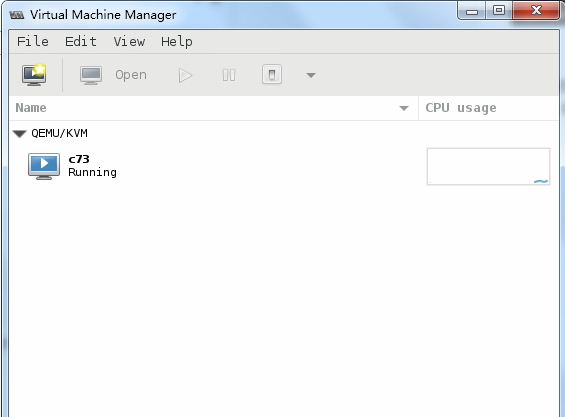 Virtual Machine Manager
File Edit View Help
Open
Name CPU usage
QEMU/KVM
c73
Running